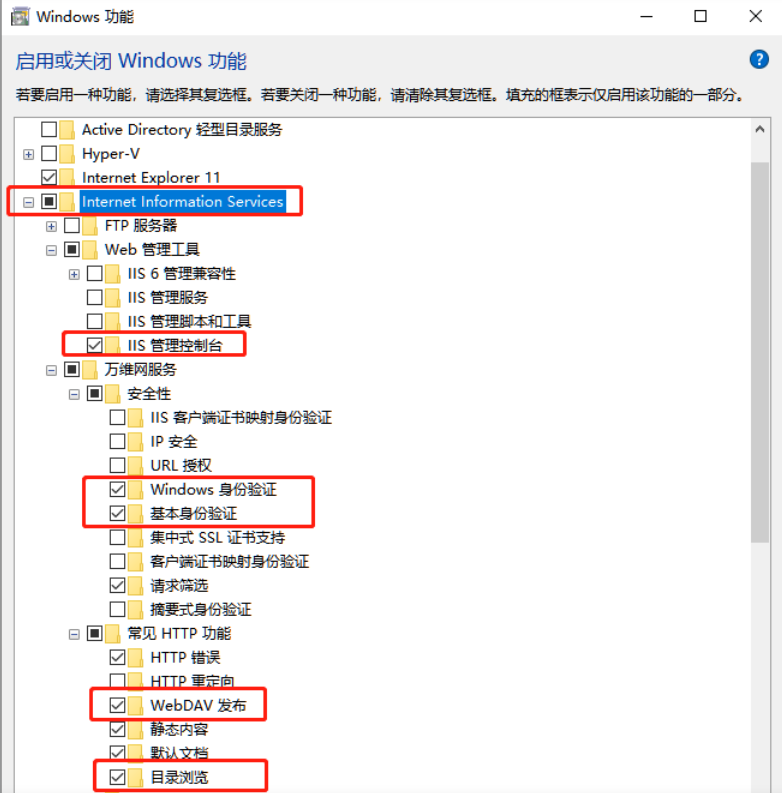 Windows 功能
启用或关闭 Windows 功能
?
若要启用一种功能，请选择其复选框。若要关闭一种功能，请清除其复选框。填充的框表示仅启用该功能的一部分。
Active Directory 轻型目录服务
Hyper-V
Internet Explorer 11
Internet Information Services
FTP 服务器
Web 管理工具
IIS 6 管理兼容性
IIS 管理服务
IIS 管理脚本和工具
IIS 管理控制台
万维网服务
安全性
IIS 客户端证书映射身份验证
IP 安全
URL 授权
Windows 身份验证
基本身份验证
集中式 SSL 证书支持
客户端证书映射身份验证
请求筛选
摘要式身份验证
常见 HTTP 功能
HTTP 错误
HTTP 重定向
WebDAV 发布
静态内容
默认文档
目录浏览